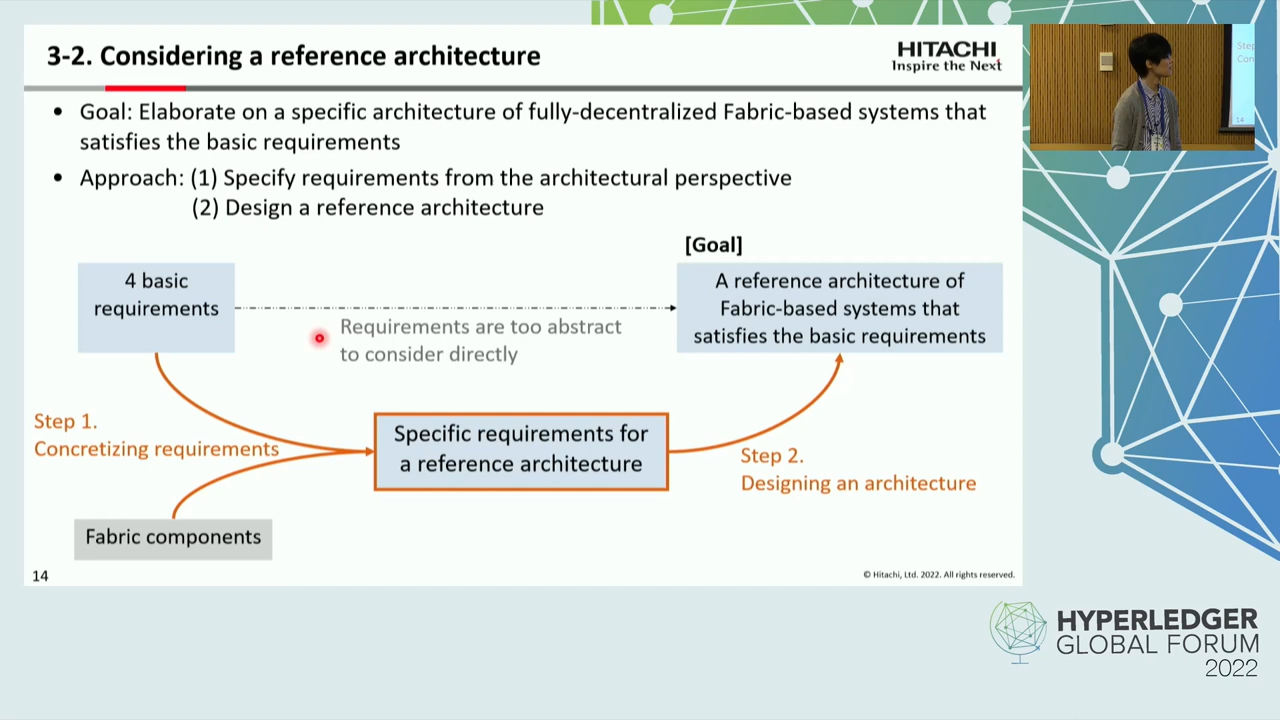 3-2. Considering a reference architecture
HITACHI
Inspire the Next
• Goal: Elaborate on a specific architecture of fully-decentralized Fabric-based systems that
satisfies the basic requirements
• Approach: (1) Specify requirements from the architectural perspective
(2) Design a reference architecture
[Goal]
4 basic
requirements
A reference architecture of
Fabric-based systems that
satisfies the basic requirements
Requirements are too abstract
to consider directly
Step 1.
Concretizing requirements
Specific requirements for
a reference architecture
Step 2.
Designing an architecture
Fabric components
14
© Hitachi, Ltd. 2022. All rights reserved.
Step
Con
14
HYPERLEDGER
GLOBAL FORUM
2022